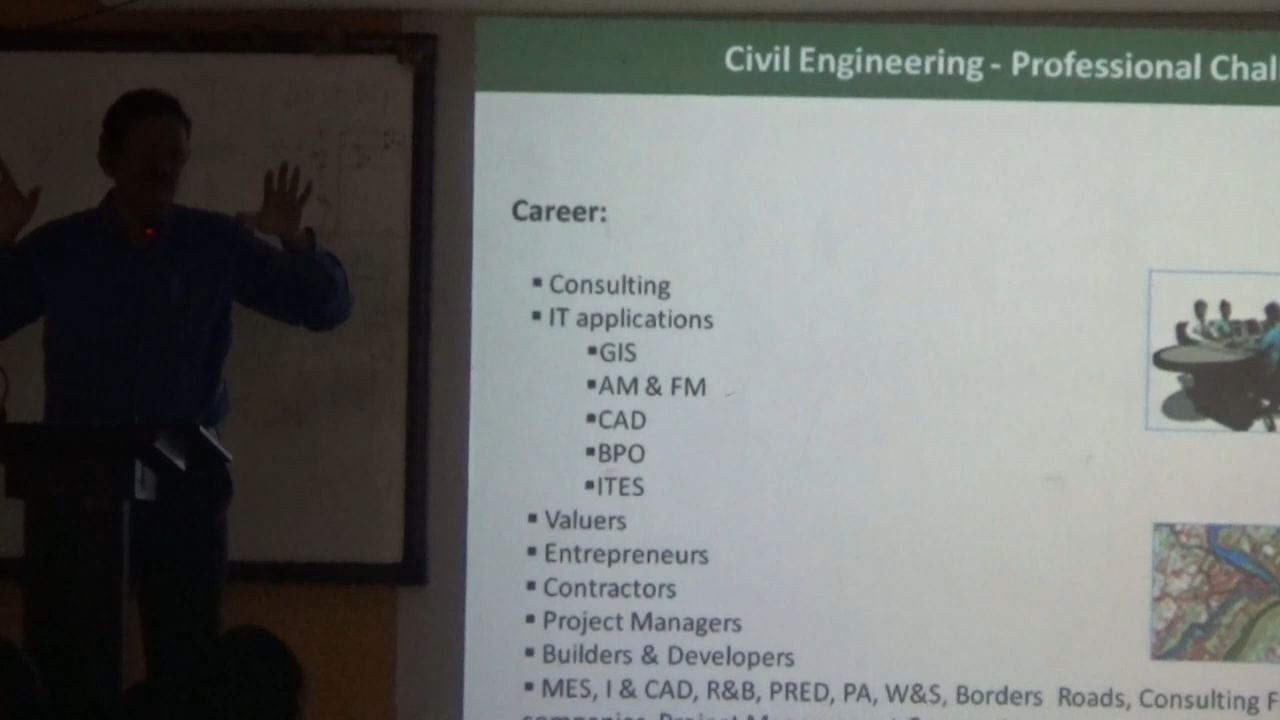 Civil Engineering - Professional Chal
Career:
▪ Consulting
▪ IT applications
▪GIS
▪AM & FM
▪CAD
▪BPO
▪ITES
▪ Valuers
▪ Entrepreneurs
▪ Contractors
▪ Project Managers
▪ Builders & Developers
▪ MES, I & CAD, R&B, PRED, PA, W&S, Borders Roads, Consulting F